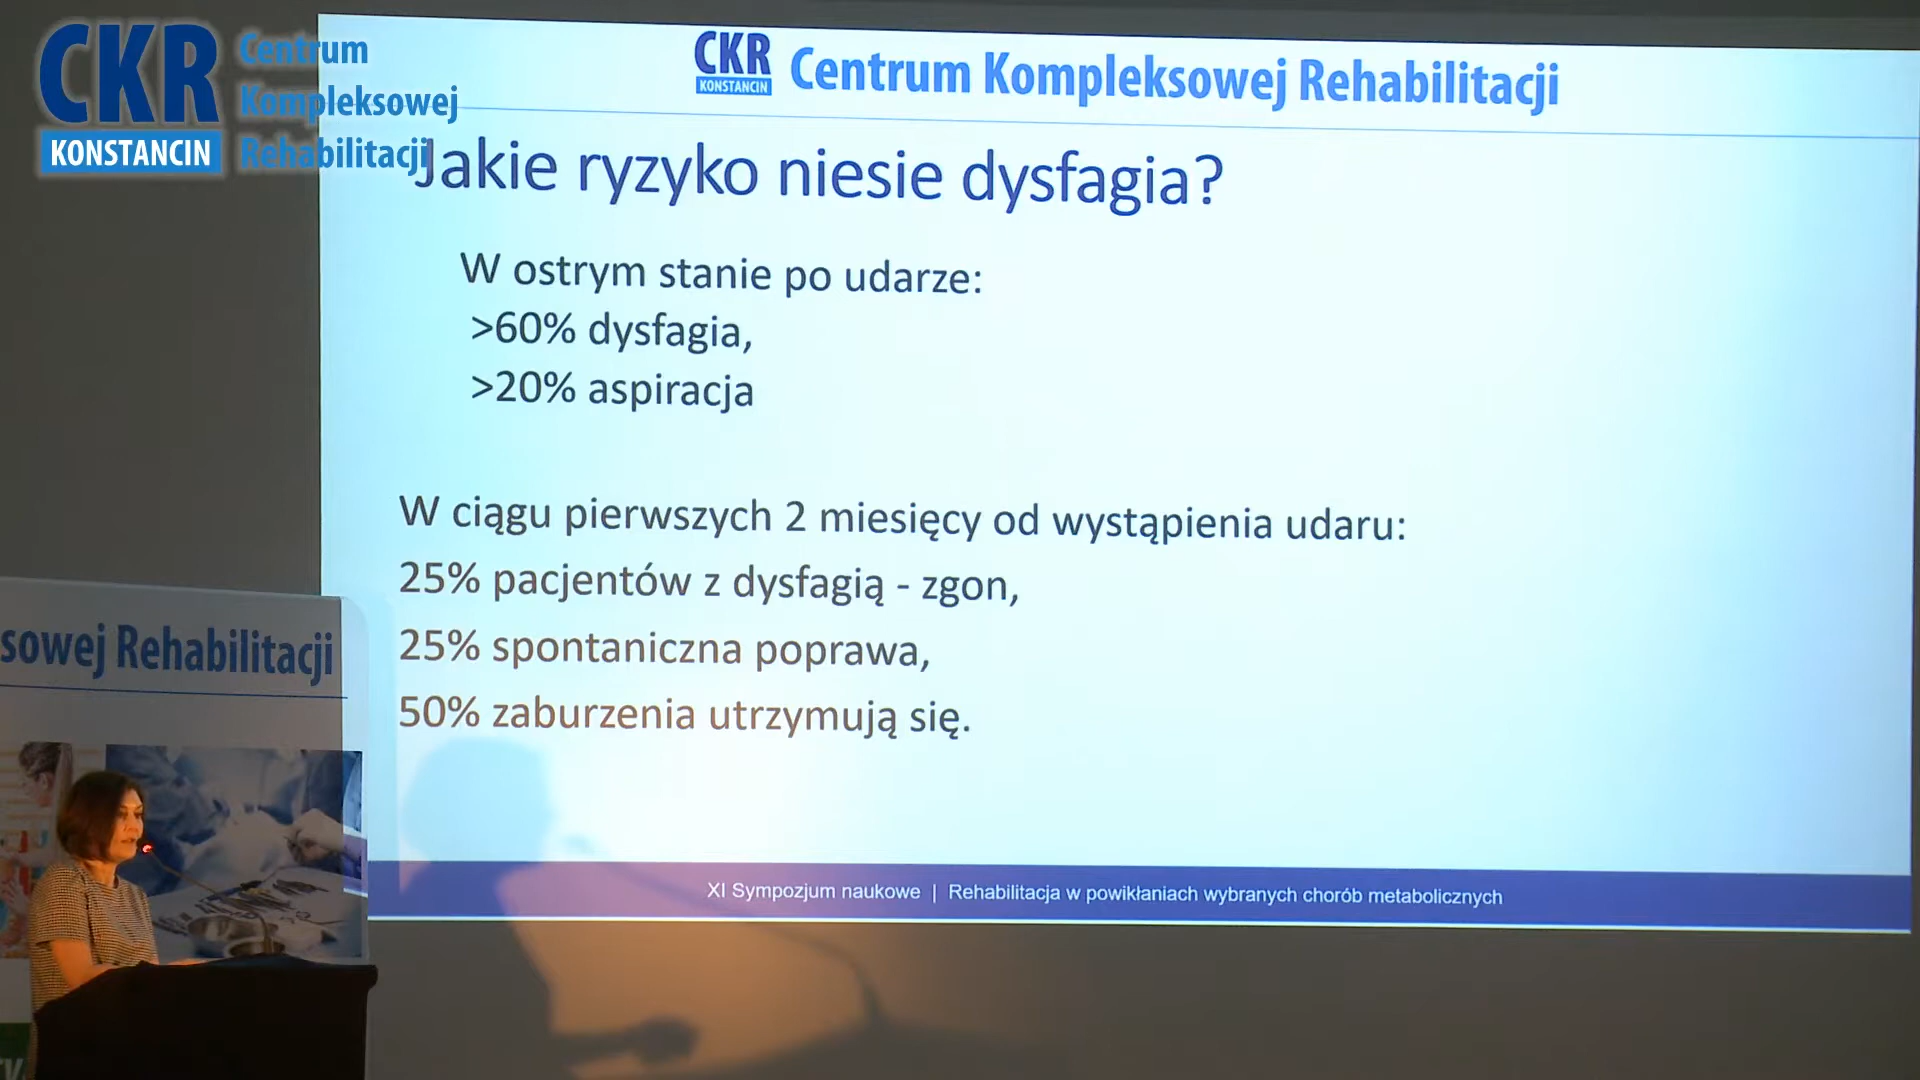 CKR
KONSTANCIN
Centrum
Kompleksowej
Rehabilitacji
CKR
KONSTANCIN
Centrum Kompleksowej Rehabilitacji
Jakie ryzyko niesie dysfagia?
W ostrym stanie po udarze:
>60% dysfagia,
>20% aspiracja
W ciągu pierwszych 2 miesięcy od wystąpienia udaru:
25% pacjentów z dysfagią - zgon,
25% spontaniczna poprawa,
50% zaburzenia utrzymują się.
sowej Rehabilitacji
XI Sympozjum naukowe | Rehabilitacja w powikłaniach wybranych chorób metabolicznych